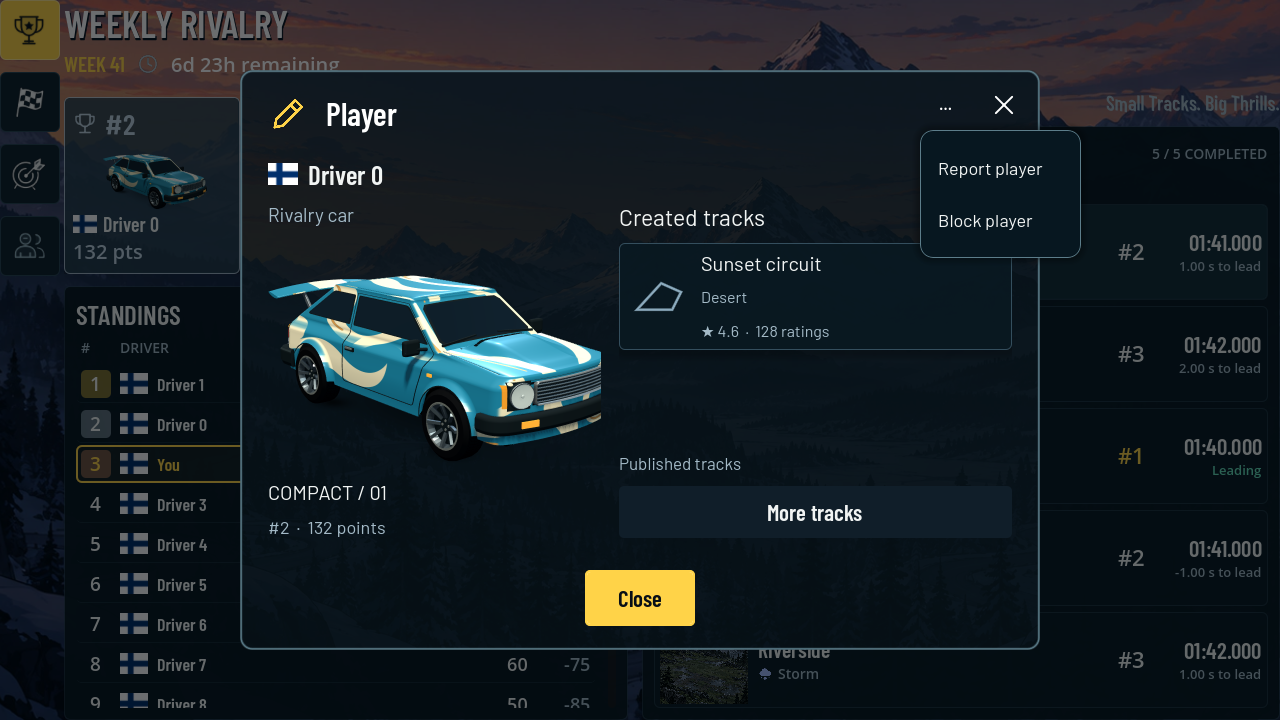 WEEKLY RIVALRY
WEEK 41 6d 23h remaining
Small Tracks. Big Thrills.
#2
Driver 0
132 pts
STANDINGS
# DRIVER
1 Driver 1
2 Driver 0
3 You
4 Driver 3
5 Driver 4
6 Driver 5
7 Driver 6
8 Driver 7 60 -75
9 Driver 8 50 -85
Player
...
Report player
Block player
Driver 0
Rivalry car
COMPACT / 01
#2 · 132 points
Created tracks
Sunset circuit
Desert
★ 4.6 · 128 ratings
Published tracks
More tracks
Close
5 / 5 COMPLETED
#2 01:41.000
1.00 s to lead
#3 01:42.000
2.00 s to lead
#1 01:40.000
Leading
#2 01:41.000
-1.00 s to lead
Riverside
Storm
#3 01:42.000
1.00 s to lead